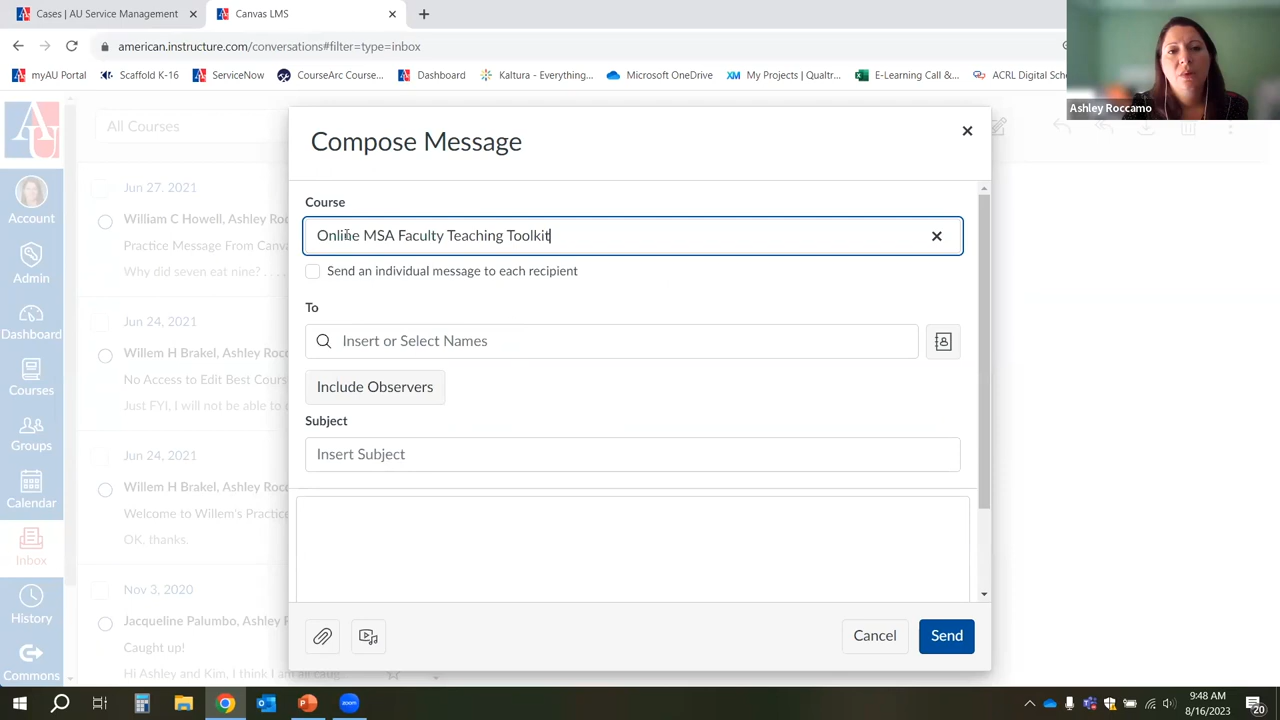 Cases | AU Service Management
Canvas LMS
american.instructure.com/conversations#filter=type=inbox
myAU Portal
Scaffold K-16
ServiceNow
CourseArc Course...
Dashboard
Kaltura - Everything...
Microsoft OneDrive
My Projects | Qualtr...
E-Learning Call &...
ACRL Digital Sch
Ashley Roccamo
AU
Account
Admin
Dashboard
Courses
Groups
Calendar
Inbox
History
Commons
All Courses
Jun 27, 2021
William C Howell, Ashley Roc
Practice Message From Canva
Why did seven eat nine? . . .
Jun 24, 2021
Willem H Brakel, Ashley Rocc
No Access to Edit Best Cours
Just FYI, I will not be able to
Jun 24, 2021
Willem H Brakel, Ashley Rocc
Welcome to Willem's Practice
OK. thanks.
Nov 3, 2020
Jacqueline Palumbo, Ashley R
Caught up!
Hi Ashley and Kim, I think I am caug
Compose Message
Course
Online MSA Faculty Teaching Toolkit
Send an individual message to each recipient
To
Insert or Select Names
Include Observers
Subject
Insert Subject
Cancel
Send
9:48 AM
8/16/2023
20